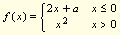 f(x) = { 2x + a   x ≤ 0
x²   x > 0